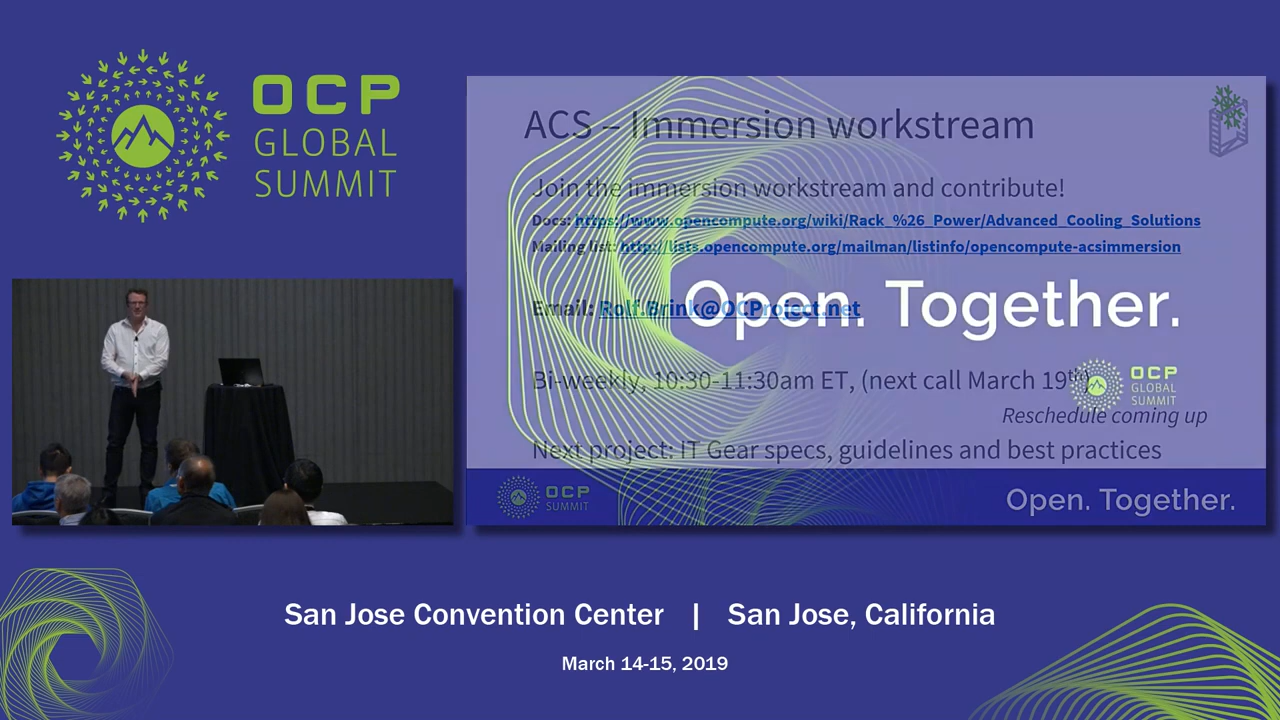 OCP
GLOBAL
SUMMIT
ACS – Immersion workstream
Join the immersion workstream and contribute!
Docs: https://www.opencompute.org/wiki/Rack_%26_Power/Advanced_Cooling_Solutions
Mailing list: http://lists.opencompute.org/mailman/listinfo/opencompute-acsimmersion
Open. Together.
Email: Rolf.Brink@OCProject.net
Bi-weekly, 10:30-11:30am ET, (next call March 19th)
OCP
GLOBAL
SUMMIT
Reschedule coming up
Next project: IT Gear specs, guidelines and best practices
OCP
SUMMIT
Open. Together.
San Jose Convention Center | San Jose, California
March 14-15, 2019